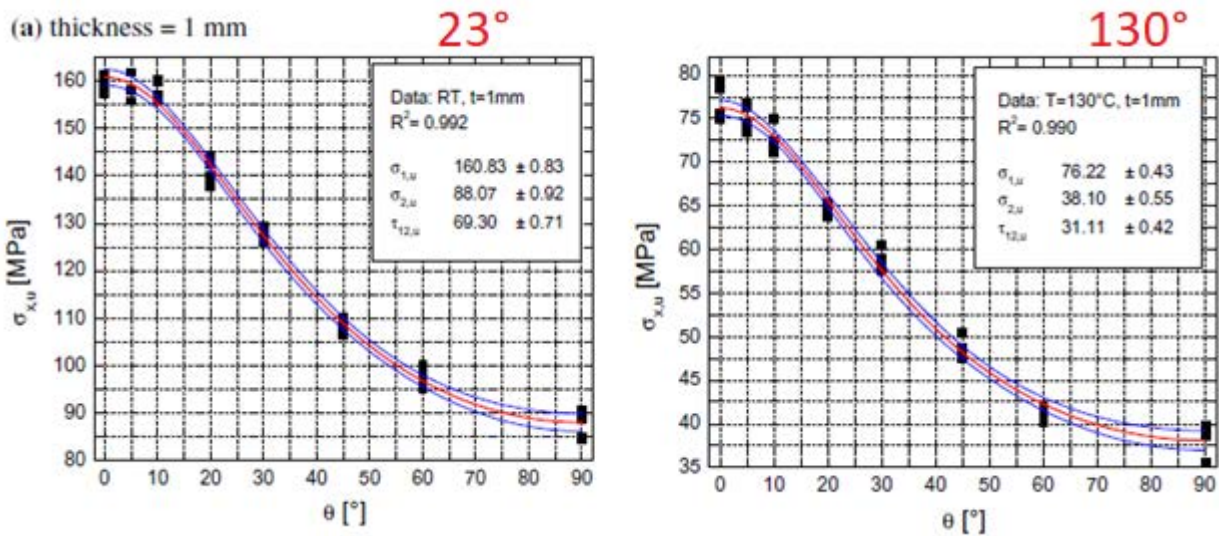 (a) thickness = 1 mm
23°
130°
σx,u [MPa]
160
150
140
130
120
110
100
90
80
Data: RT, t=1mm
R²= 0.992
σ1,u 160.83 ± 0.83
σ2,u 88.07 ± 0.92
τ12,u 69.30 ± 0.71
0 10 20 30 40 50 60 70 80 90
θ [°]
σx,u [MPa]
80
75
70
65
60
55
50
45
40
35
Data: T=130°C, t=1mm
R²= 0.990
σ1,u 76.22 ± 0.43
σ2,u 38.10 ± 0.55
τ12,u 31.11 ± 0.42
0 10 20 30 40 50 60 70 80 90
θ [°]